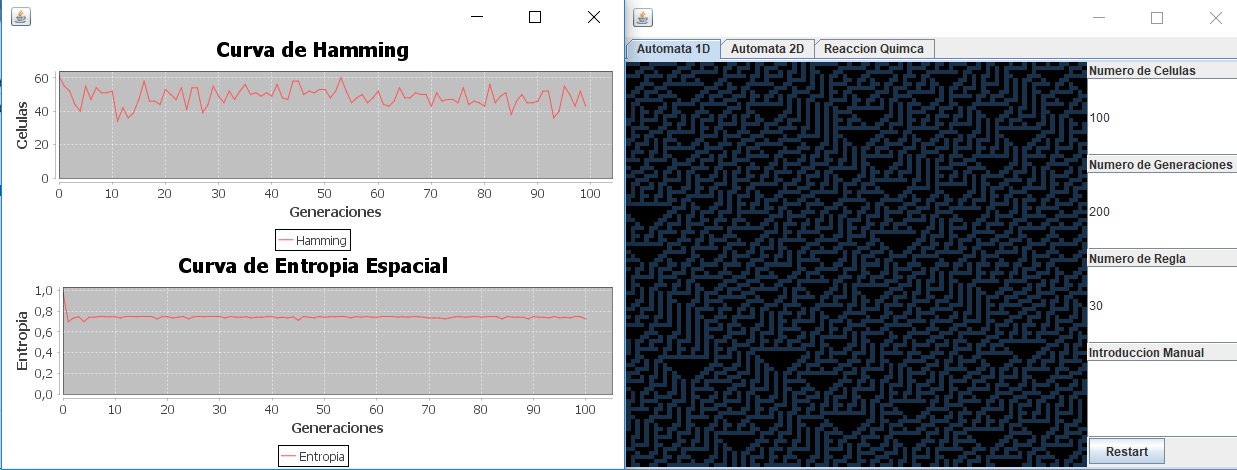 Curva de Hamming
Celulas
60
40
20
0
0 10 20 30 40 50 60 70 80 90 100
Generaciones
Hamming
Curva de Entropia Espacial
Entropia
1,0
0,8
0,6
0,4
0,2
0,0
0 10 20 30 40 50 60 70 80 90 100
Generaciones
Entropia
Automata 1D Automata 2D Reaccion Quimca
Numero de Celulas
100
Numero de Generaciones
200
Numero de Regla
30
Introduccion Manual
Restart